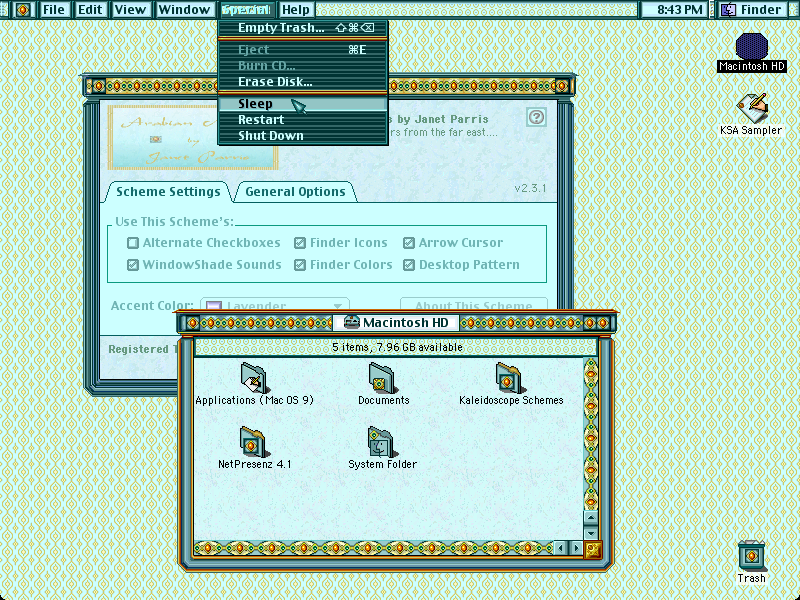 File Edit View Window Special Help 8:43 PM Finder
Empty Trash... ⇧⌘⌫
Eject ⌘E
Burn CD...
Erase Disk...
Sleep
Restart
Shut Down
Macintosh HD
KSA Sampler
Arabian
by
Janet Parris
s by Janet Parris
rs from the far east....
?
Scheme Settings General Options v2.3.1
Use This Scheme's:
Alternate Checkboxes Finder Icons Arrow Cursor
WindowShade Sounds Finder Colors Desktop Pattern
Accent Color: Lavender About This Scheme
Registered
Macintosh HD
5 items, 7.96 GB available
Applications (Mac OS 9) Documents Kaleidoscope Schemes
NetPresenz 4.1 System Folder
Trash